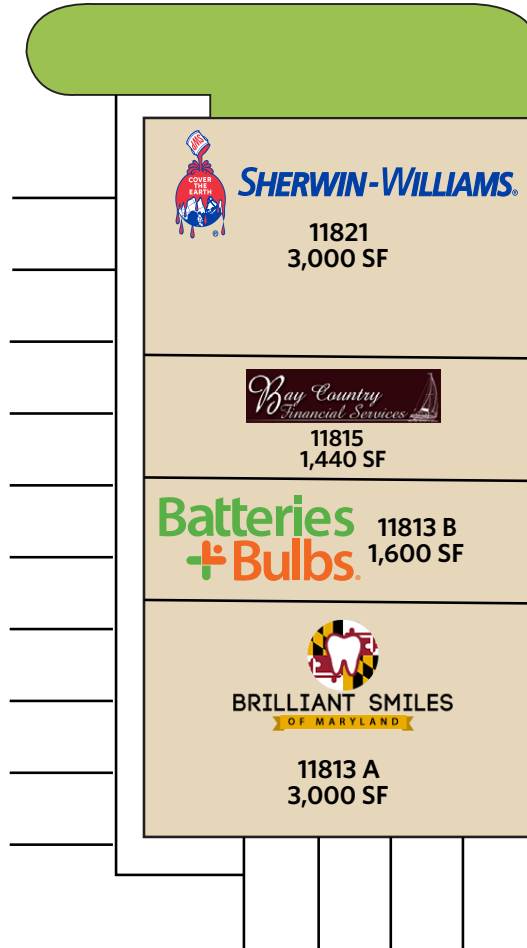 SWP
COVER
THE
EARTH
SHERWIN-WILLIAMS®
®
11821
3,000 SF
Bay Country
Financial Services
11815
1,440 SF
Batteries
+Bulbs®
11813 B
1,600 SF
BRILLIANT SMILES
OF MARYLAND
11813 A
3,000 SF